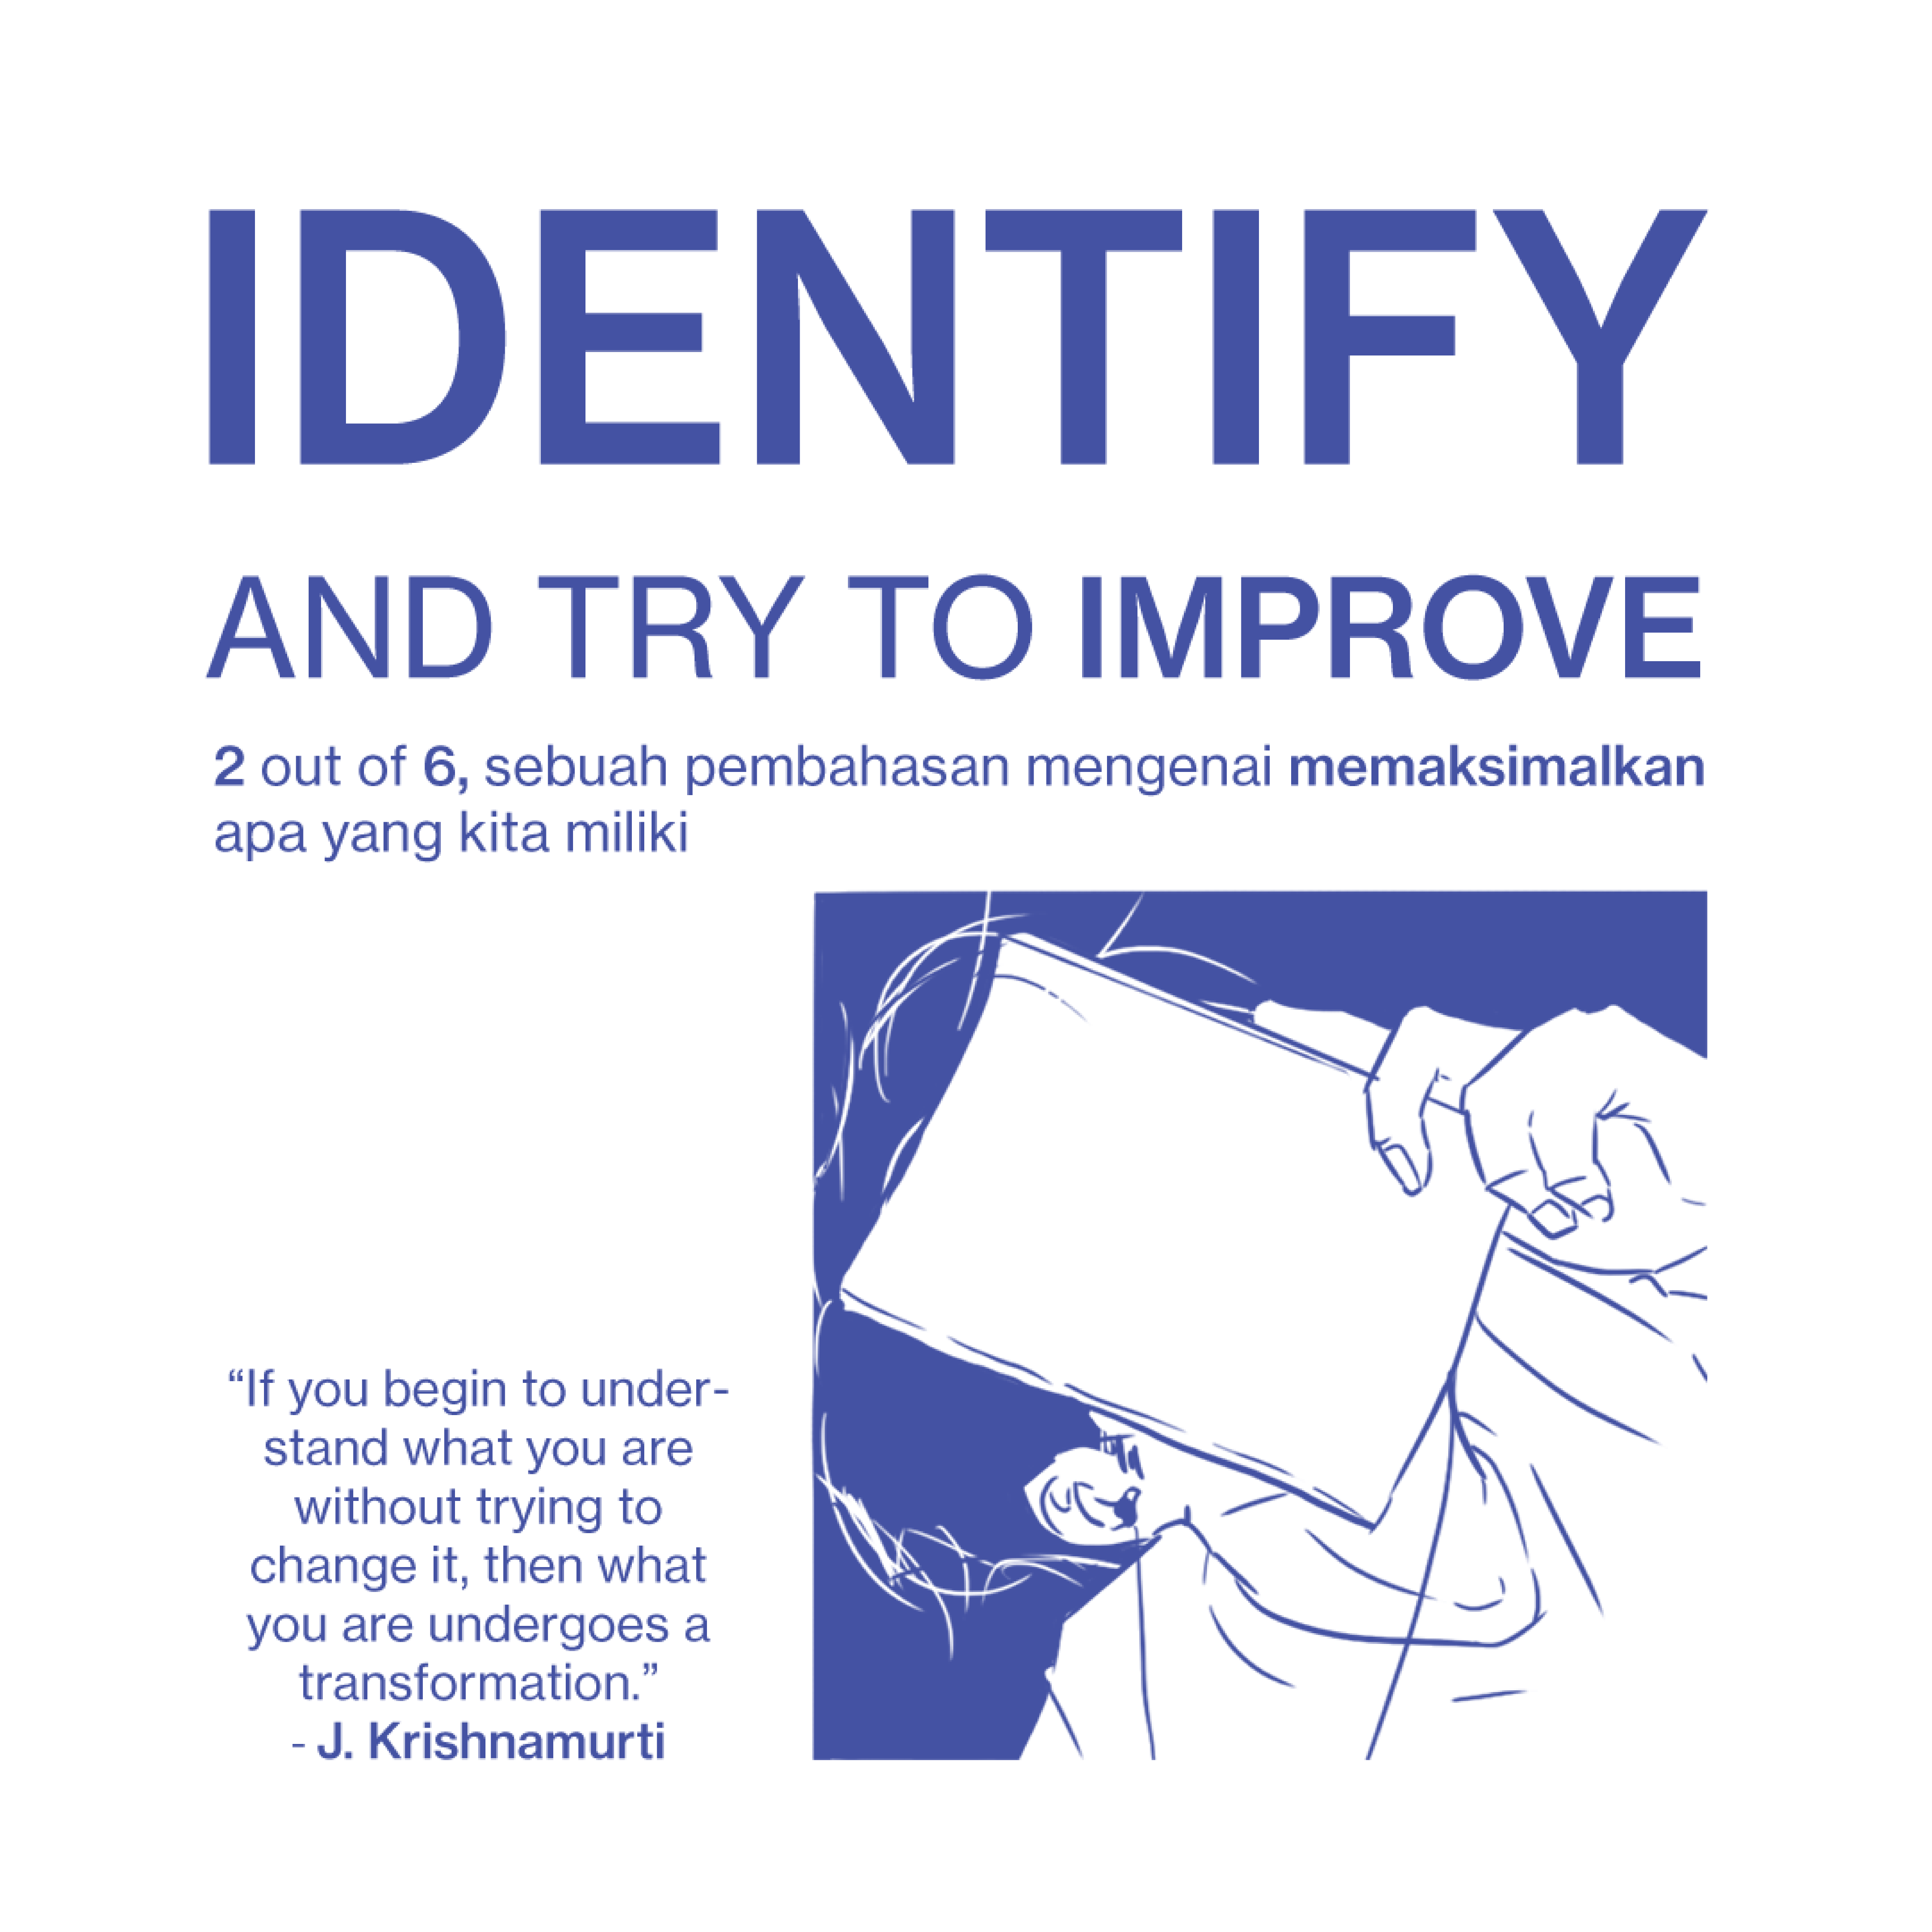 IDENTIFY
AND TRY TO IMPROVE
2 out of 6, sebuah pembahasan mengenai memaksimalkan
apa yang kita miliki
“If you begin to under-
stand what you are
without trying to
change it, then what
you are undergoes a
transformation.”
- J. Krishnamurti